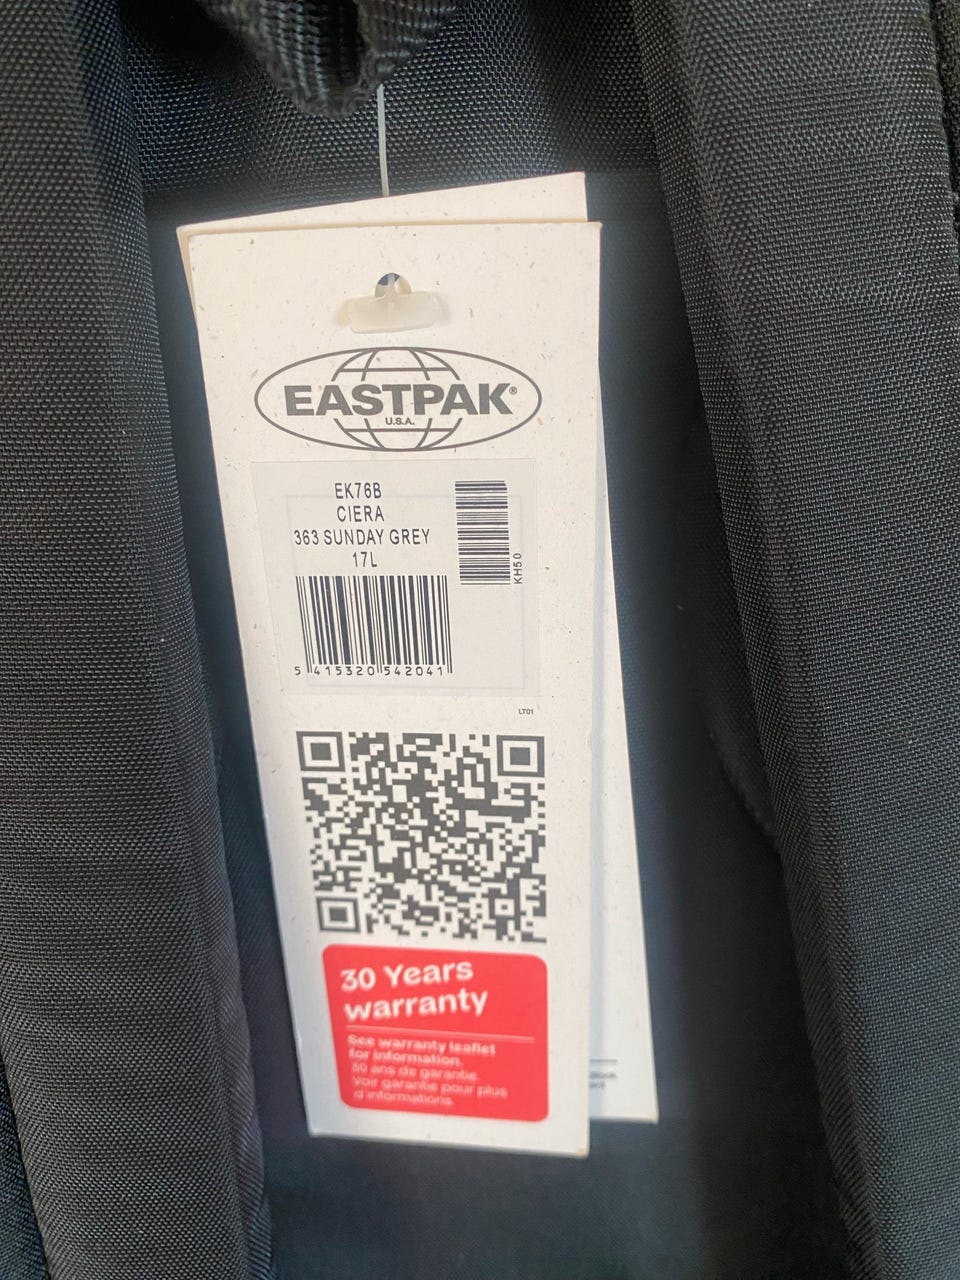 EASTPAK®
U.S.A.
EK76B
CIERA
363 SUNDAY GREY
17L
KH50
5 415320 542041
LT01
30 Years
warranty
See warranty leaflet
for information.
30 ans de garantie.
Voir garantie pour plus
d'informations.